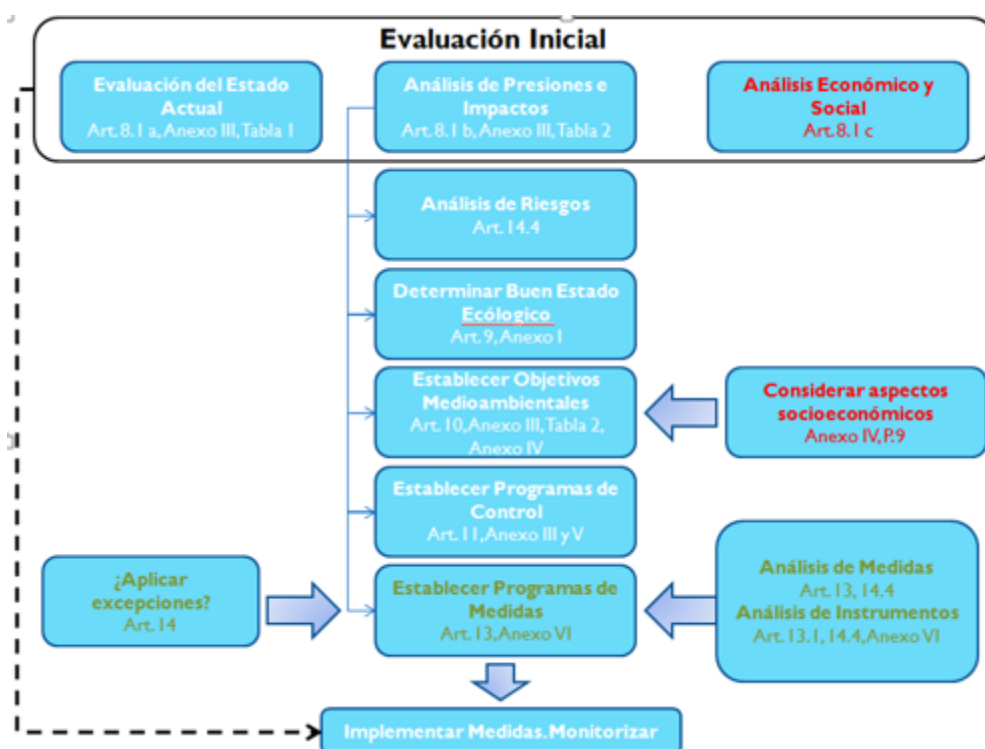 Evaluación Inicial
Evaluación del Estado
Actual
Art. 8.1 a, Anexo III, Tabla 1
Análisis de Presiones e
Impactos
Art. 8.1 b, Anexo III, Tabla 2
Análisis Económico y
Social
Art. 8.1 c
Análisis de Riesgos
Art. 14.4
Determinar Buen Estado
Ecólogico
Art. 9, Anexo I
Establecer Objetivos
Medioambientales
Art. 10, Anexo III, Tabla 2,
Anexo IV
Considerar aspectos
socioeconómicos
Anexo IV, P.9
Establecer Programas de
Control
Art. 11, Anexo III y V
¿Aplicar
excepciones?
Art. 14
Establecer Programas de
Medidas
Art. 13, Anexo VI
Análisis de Medidas
Art. 13, 14.4
Análisis de Instrumentos
Art. 13.1, 14.4, Anexo VI
Implementar Medidas. Monitorizar